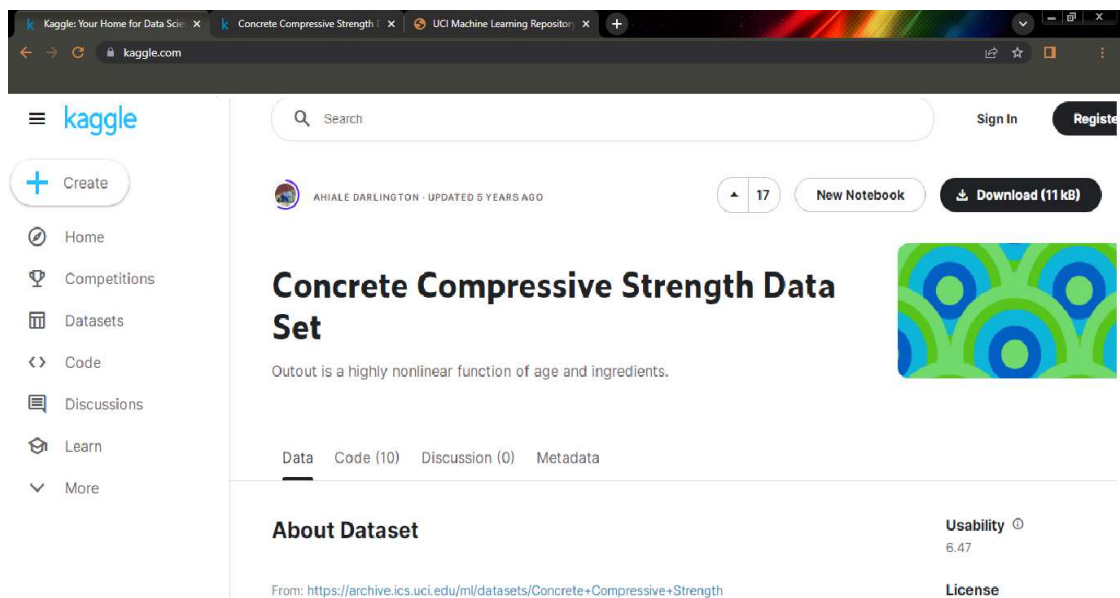 Kaggle: Your Home for Data Scie
Concrete Compressive Strength D
UCI Machine Learning Repository
kaggle.com
kaggle
Search
Sign In
Registe
Create
AHIALE DARLINGTON · UPDATED 5 YEARS AGO
17
New Notebook
Download (11 kB)
Home
Competitions
Datasets
Code
Discussions
Learn
More
Concrete Compressive Strength Data
Set
Outout is a highly nonlinear function of age and ingredients.
Data Code (10) Discussion (0) Metadata
About Dataset
Usability
6.47
From: https://archive.ics.uci.edu/ml/datasets/Concrete+Compressive+Strength
License